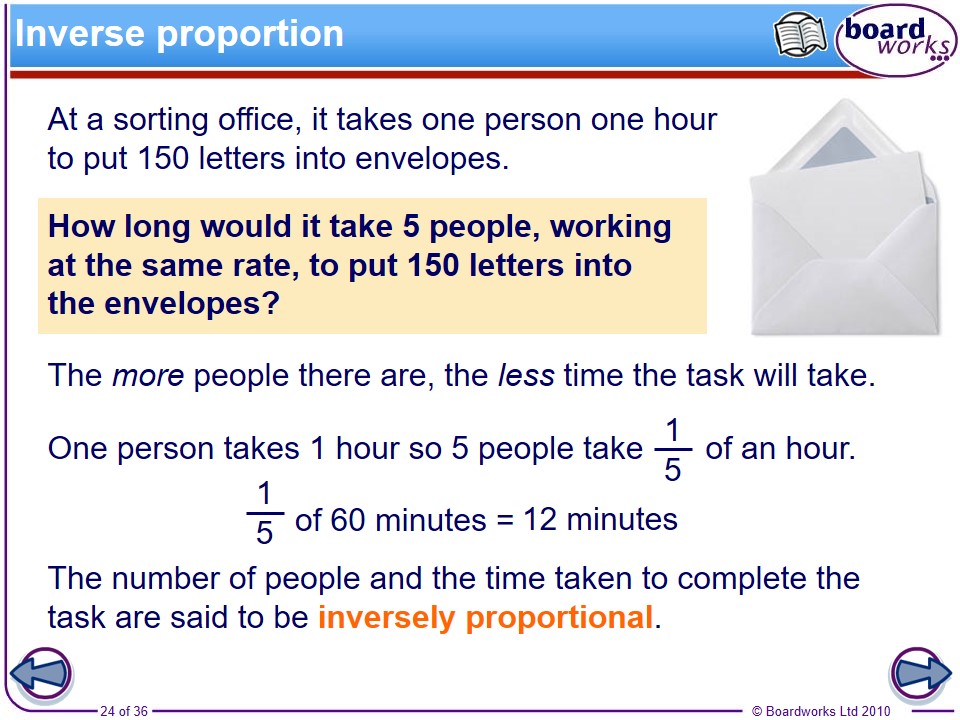 Inverse proportion
board
works
At a sorting office, it takes one person one hour
to put 150 letters into envelopes.
How long would it take 5 people, working
at the same rate, to put 150 letters into
the envelopes?
The more people there are, the less time the task will take.
One person takes 1 hour so 5 people take 1/5 of an hour.
1/5 of 60 minutes = 12 minutes
The number of people and the time taken to complete the
task are said to be inversely proportional.
24 of 36
© Boardworks Ltd 2010